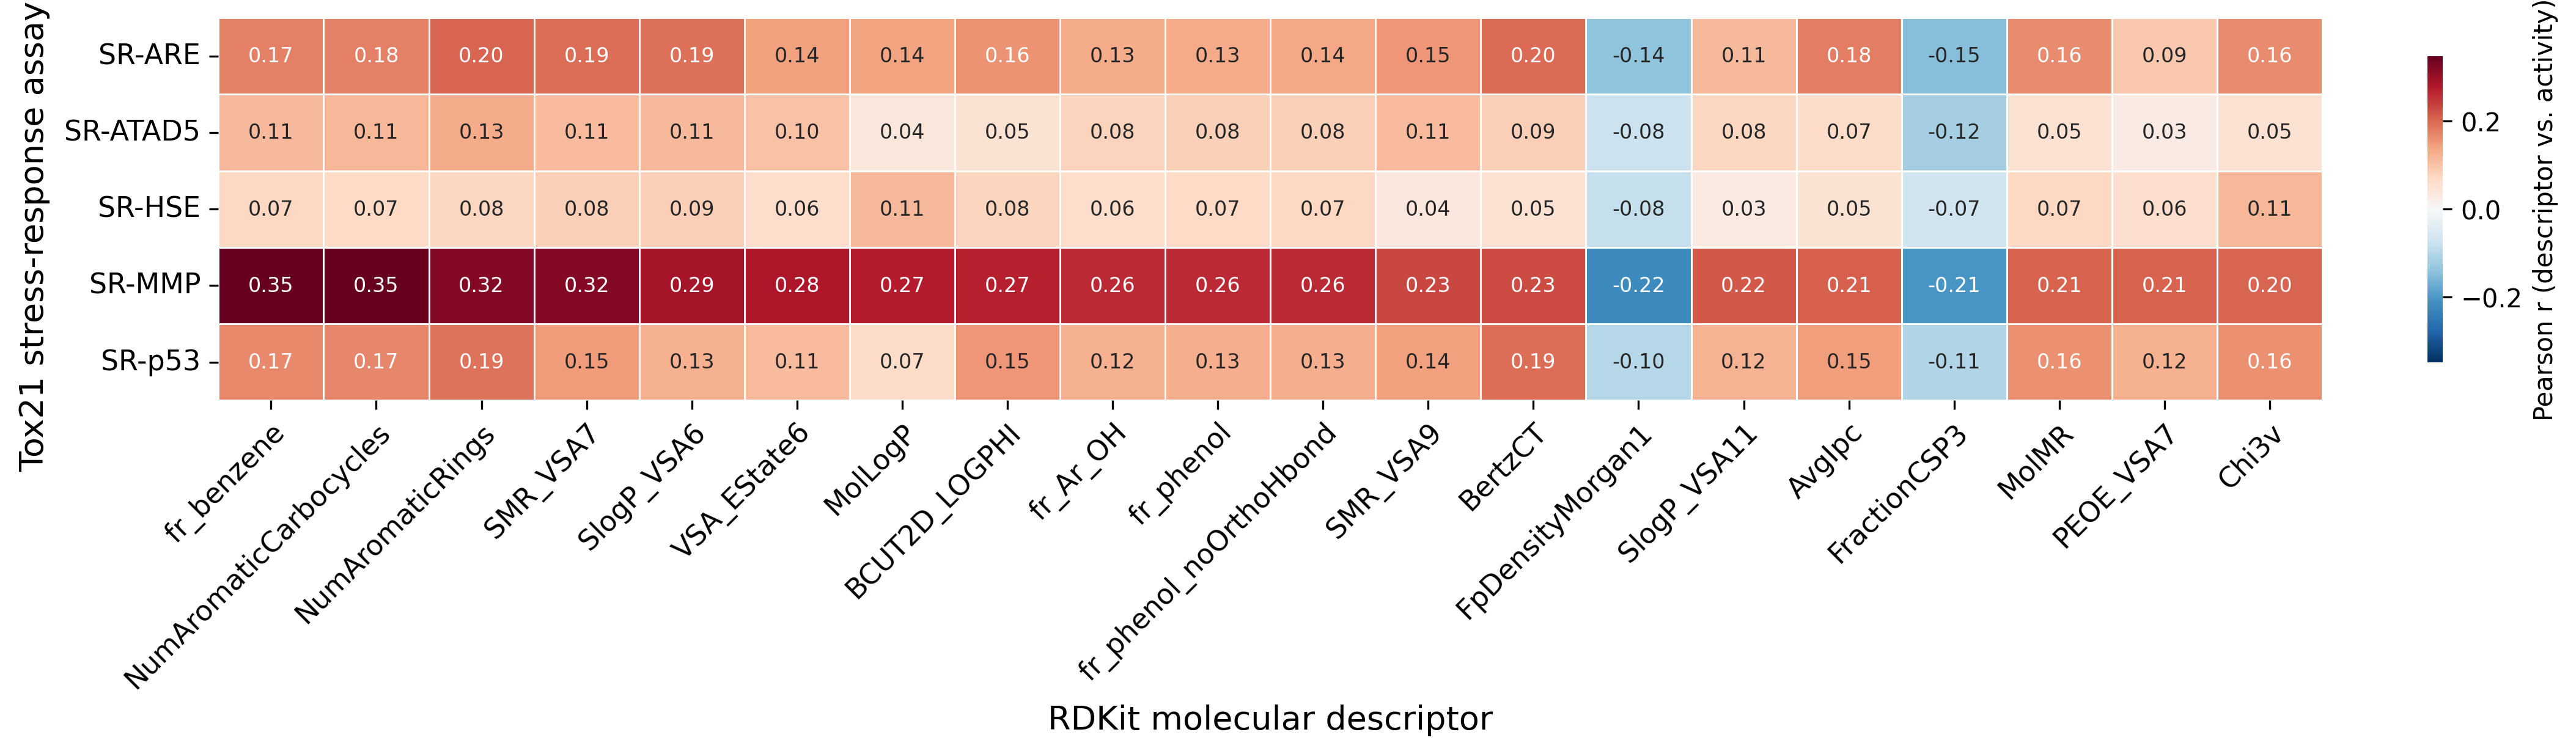 Tox21 stress-response assay
SR-ARE 0.17 0.18 0.20 0.19 0.19 0.14 0.14 0.16 0.13 0.13 0.14 0.15 0.20 -0.14 0.11 0.18 -0.15 0.16 0.09 0.16
SR-ATAD5 0.11 0.11 0.13 0.11 0.11 0.10 0.04 0.05 0.08 0.08 0.08 0.11 0.09 -0.08 0.08 0.07 -0.12 0.05 0.03 0.05
SR-HSE 0.07 0.07 0.08 0.08 0.09 0.06 0.11 0.08 0.06 0.07 0.07 0.04 0.05 -0.08 0.03 0.05 -0.07 0.07 0.06 0.11
SR-MMP 0.35 0.35 0.32 0.32 0.29 0.28 0.27 0.27 0.26 0.26 0.26 0.23 0.23 -0.22 0.22 0.21 -0.21 0.21 0.21 0.20
SR-p53 0.17 0.17 0.19 0.15 0.13 0.11 0.07 0.15 0.12 0.13 0.13 0.14 0.19 -0.10 0.12 0.15 -0.11 0.16 0.12 0.16
fr_benzene
NumAromaticCarbocycles
NumAromaticRings
SMR_VSA7
SlogP_VSA6
VSA_EState6
MolLogP
BCUT2D_LOGPHI
fr_Ar_OH
fr_phenol
fr_phenol_noOrthoHbond
SMR_VSA9
BertzCT
FpDensityMorgan1
SlogP_VSA11
AvgIpc
FractionCSP3
MolMR
PEOE_VSA7
Chi3v
RDKit molecular descriptor
0.2
0.0
−0.2
Pearson r (descriptor vs. activity)